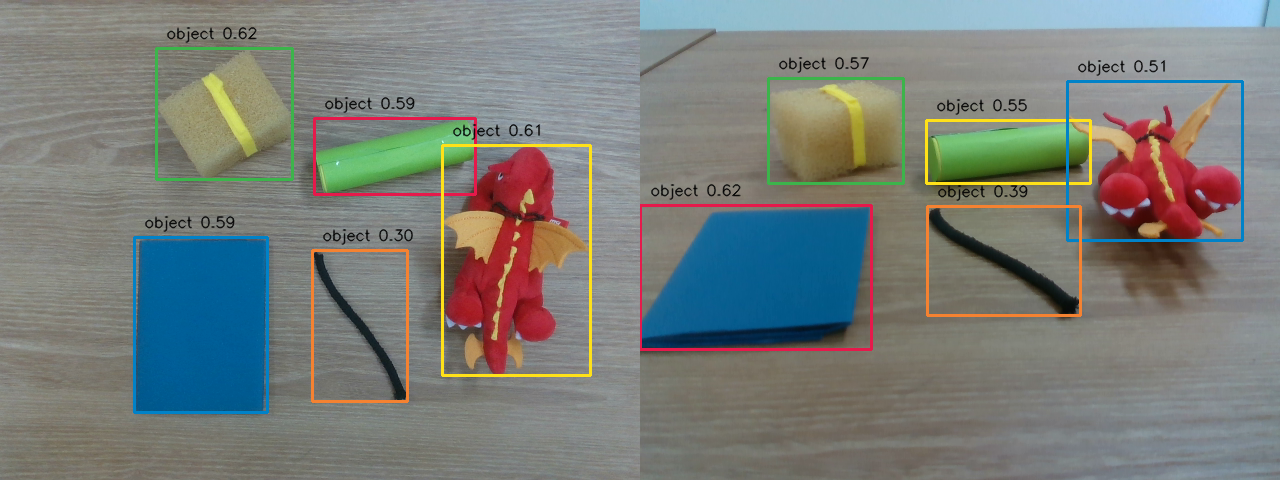 object 0.62
object 0.59
object 0.61
object 0.59
object 0.30
object 0.57
object 0.51
object 0.55
object 0.62
object 0.39